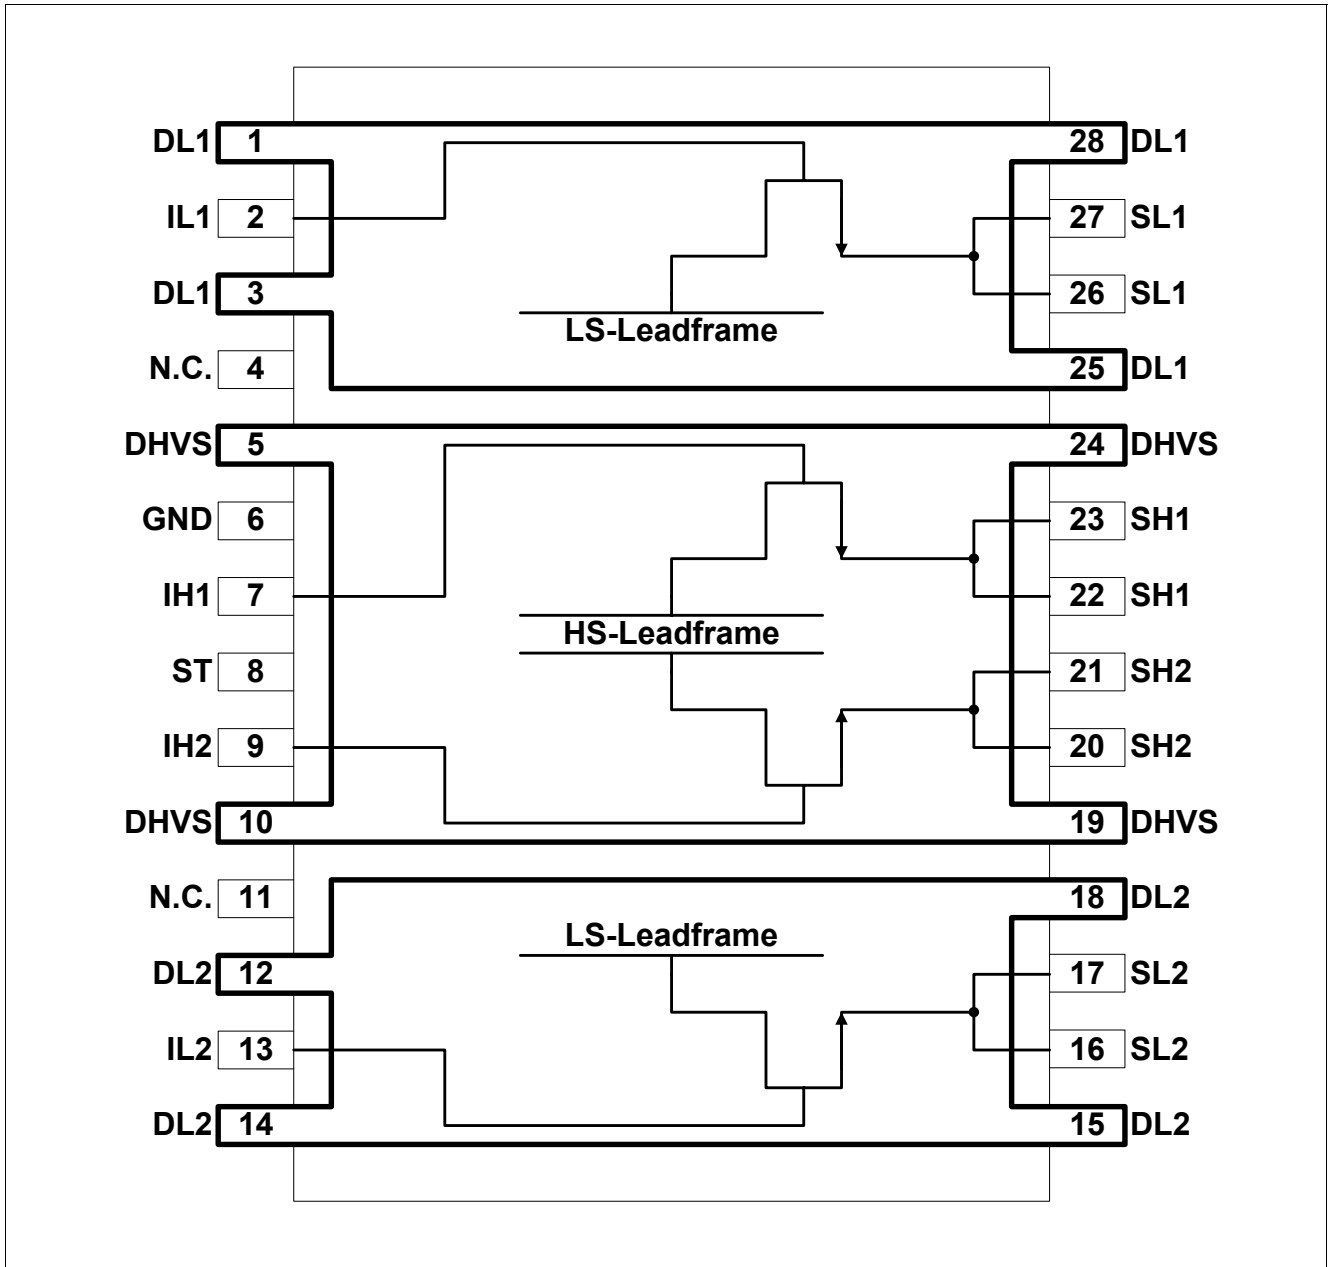 DL1 1 28 DL1
IL1 2 27 SL1
DL1 3 26 SL1
LS-Leadframe
N.C. 4 25 DL1
DHVS 5 24 DHVS
GND 6 23 SH1
IH1 7 22 SH1
HS-Leadframe
ST 8 21 SH2
IH2 9 20 SH2
DHVS 10 19 DHVS
N.C. 11 18 DL2
LS-Leadframe
DL2 12 17 SL2
IL2 13 16 SL2
DL2 14 15 DL2